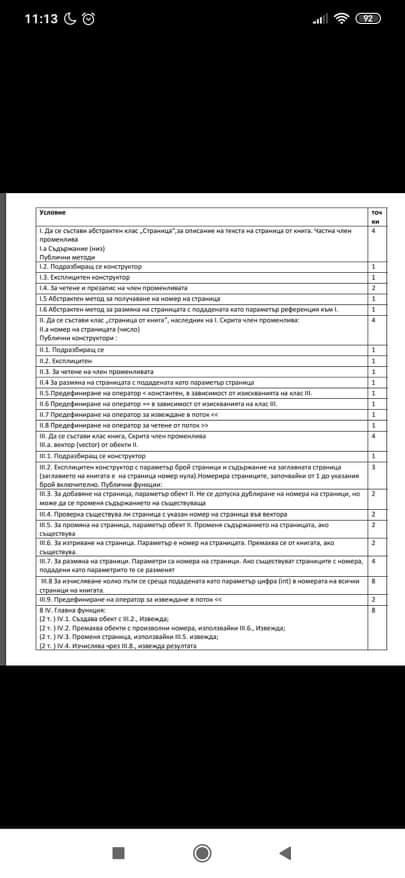 11:13
92
Условие точ
ки
I. Да се състави абстрактен клас „Страница",за описание на текста на страница от книга. Частна член 4
променлива
I.a Съдържание (низ)
Публични методи
I.2. Подразбиращ се конструктор 1
I.3. Експлицитен конструктор 1
I.4. За четене и презапис на член променливата 2
I.5 Абстрактен метод за получаване на номер на страница 1
I.6 Абстрактен метод за размяна на страницата с подадената като параметър референция към I. 1
II. Да се състави клас „страница от книга", наследник на I. Скрита член променлива: 4
II.a номер на страницата (число)
Публични конструктори :
II.1. Подразбиращ се 1
II.2. Експлицитен 1
II.3. За четене на член променливата 1
II.4 За размяна на страницата с подадената като параметър страница 1
II.5.Предефиниране на оператор < константен, в зависимост от изискванията на клас III. 1
II.6 Предефиниране на оператор == в зависимост от изискванията на клас III. 1
II.7 Предефиниране на оператор за извеждане в поток << 1
II.8 Предефиниране на оператор за четене от поток >> 1
III. Да се състави клас книга, Скрита член променлива 4
III.a. вектор (vector) от обекти II.
III.1. Подразбиращ се конструктор 1
III.2. Експлицитен конструктор с параметър брой страници и съдържание на заглавната страница 3
(заглавието на книгата е на страница номер нула).Номерира страниците, започвайки от 1 до указания
брой включително. Публични функции:
III.3. За добавяне на страница, параметър обект II. Не се допуска дублиране на номера на страници, но 2
може да се променя съдържанието на съществуваща
III.4. Проверка съществува ли страница с указан номер на страница във вектора 2
III.5. За промяна на страница, параметър обект II. Променя съдържанието на страницата, ако 2
съществува
III.6. За изтриване на страница. Параметър е номер на страницата. Премахва се от книгата, ако 2
съществува.
III.7. За размяна на страници. Параметри са номера на страници. Ако съществуват страниците с номера, 4
подадени като параметрите те се разменят
III.8 За изчисляване колко пъти се среща подадената като параметър цифра (int) в номерата на всички 8
страници на книгата.
III.9. Предефиниране на оператор за извеждане в поток << 2
8 IV. Главна функция: 8
(2 т. ) IV.1. Създава обект с III.2., Извежда;
(2 т. ) IV.2. Премахва обекти с произволни номера, използвайки III.6., Извежда;
(2 т. ) IV.3. Променя страница, използвайки III.5. извежда;
(2 т. ) IV.4. Изчислява чрез III.8., извежда резултата